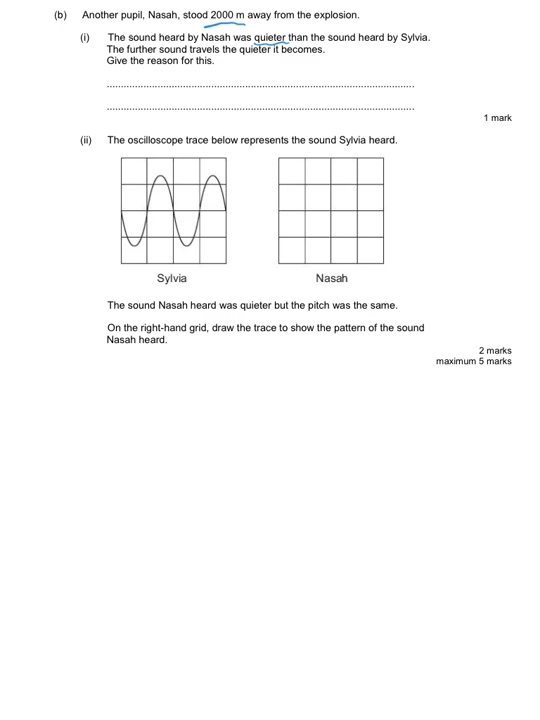 (b) Another pupil, Nasah, stood 2000 m away from the explosion.
(i) The sound heard by Nasah was quieter than the sound heard by Sylvia.
The further sound travels the quieter it becomes.
Give the reason for this.
1 mark
(ii) The oscilloscope trace below represents the sound Sylvia heard.
Sylvia Nasah
The sound Nasah heard was quieter but the pitch was the same.
On the right-hand grid, draw the trace to show the pattern of the sound
Nasah heard.
2 marks
maximum 5 marks